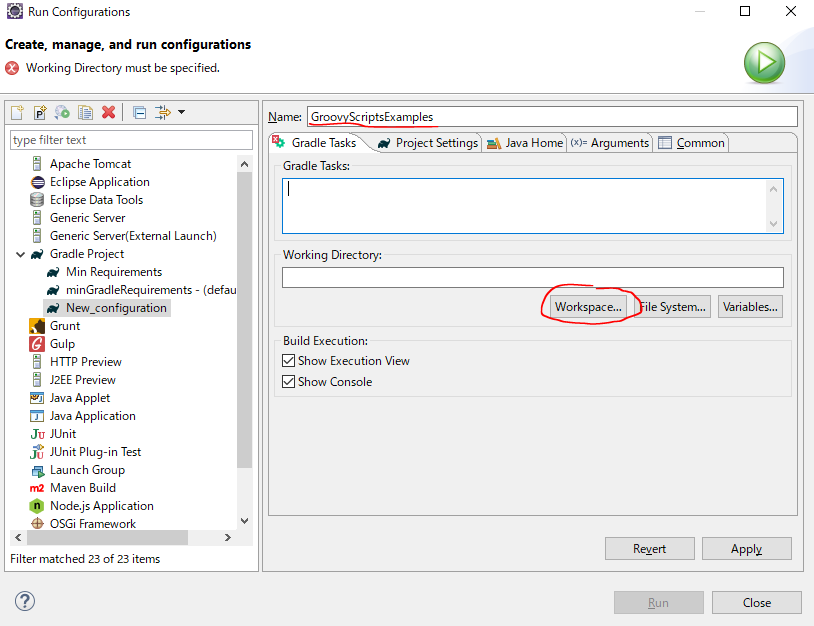 Run Configurations
Create, manage, and run configurations
Working Directory must be specified.
type filter text
Apache Tomcat
Eclipse Application
Eclipse Data Tools
Generic Server
Generic Server(External Launch)
Gradle Project
Min Requirements
minGradleRequirements - (defau
New_configuration
Grunt
Gulp
HTTP Preview
J2EE Preview
Java Applet
Java Application
JUnit
JUnit Plug-in Test
Launch Group
Maven Build
Node.js Application
OSGi Framework
Filter matched 23 of 23 items
Name: GroovyScriptsExamples
Gradle Tasks Project Settings Java Home (x)= Arguments Common
Gradle Tasks:
Working Directory:
Workspace... File System... Variables...
Build Execution:
Show Execution View
Show Console
Revert Apply
Run Close